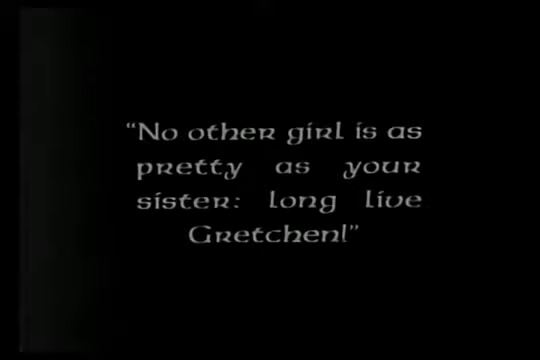 “No other girl is as
pretty as your
sister: long live
Gretchen!”